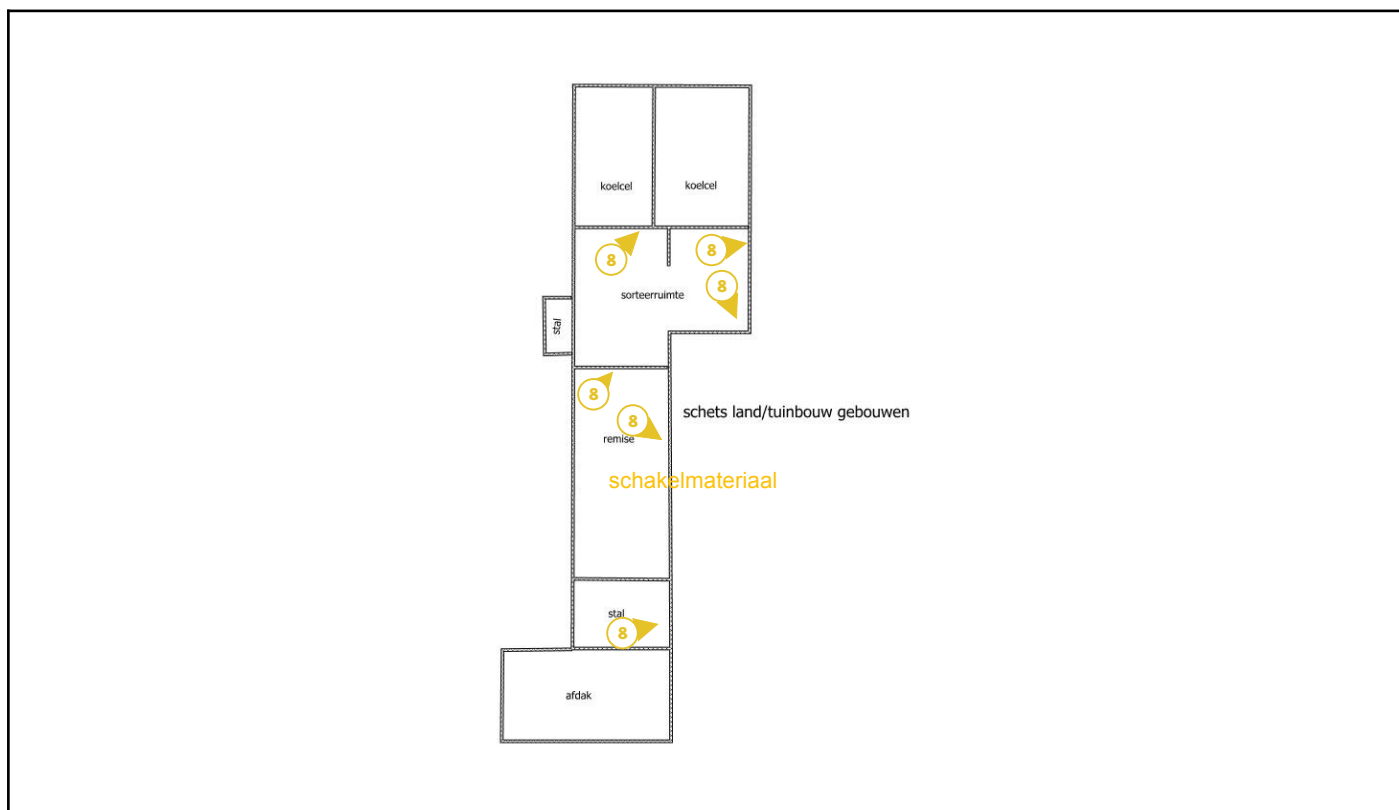 koelcel
koelcel
8
8
8
sorteerruimte
stal
8
8
schets land/tuinbouw gebouwen
remise
schakelmateriaal
stal
8
afdak